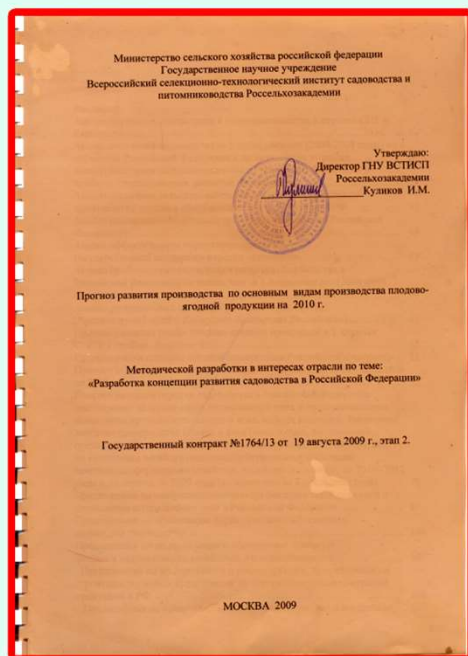 Министерство сельского хозяйства российской федерации
Государственное научное учреждение
Всероссийский селекционно-технологический институт садоводства и
питомниководства Россельхозакадемии
Утверждаю:
Директор ГНУ ВСТИСП
Россельхозакадемии
Куликов И.М.
Прогноз развития производства по основным видам производства плодово-
ягодной продукции на 2010 г.
Методической разработки в интересах отрасли по теме:
«Разработка концепции развития садоводства в Российской Федерации»
Государственный контракт №1764/13 от 19 августа 2009 г., этап 2.
МОСКВА 2009